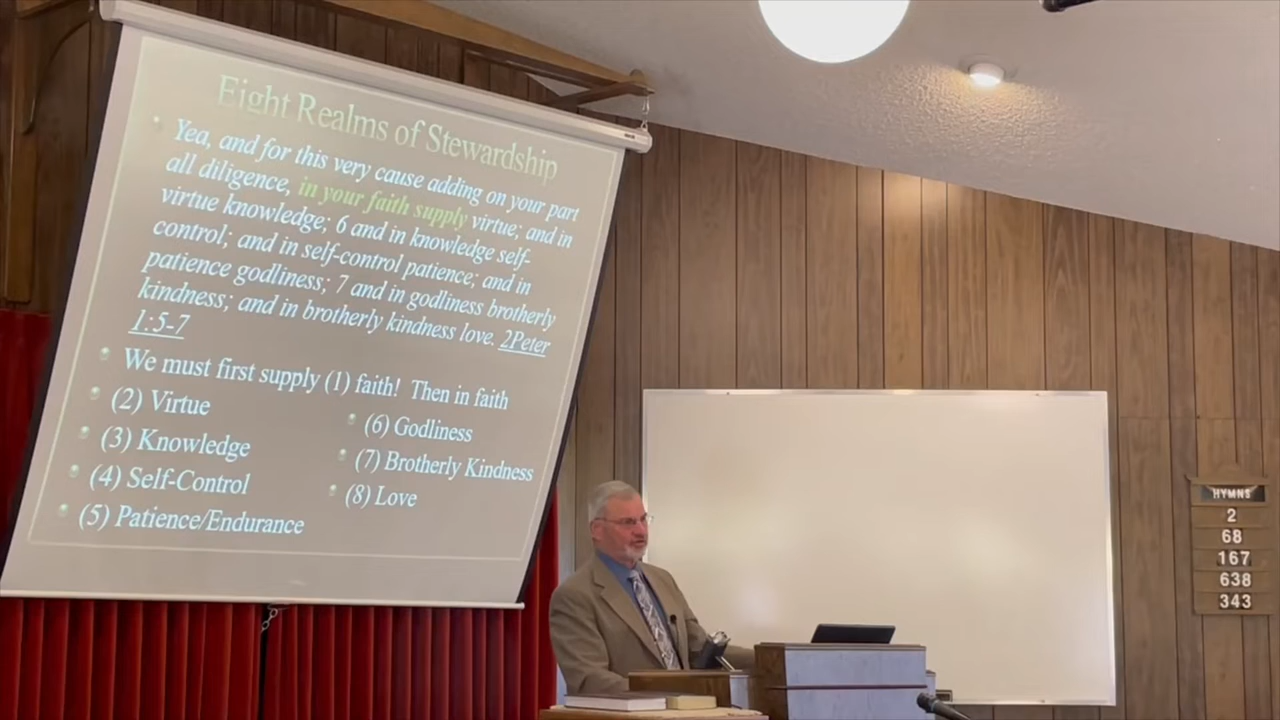 Eight Realms of Stewardship
Yea, and for this very cause adding on your part
all diligence, in your faith supply virtue; and in
virtue knowledge; 6 and in knowledge self-
control; and in self-control patience; and in
patience godliness; 7 and in godliness brotherly
kindness; and in brotherly kindness love. 2Peter
1:5-7
We must first supply (1) faith! Then in faith
(2) Virtue
(3) Knowledge
(4) Self-Control
(5) Patience/Endurance
(6) Godliness
(7) Brotherly Kindness
(8) Love
HYMNS
2
68
167
638
343